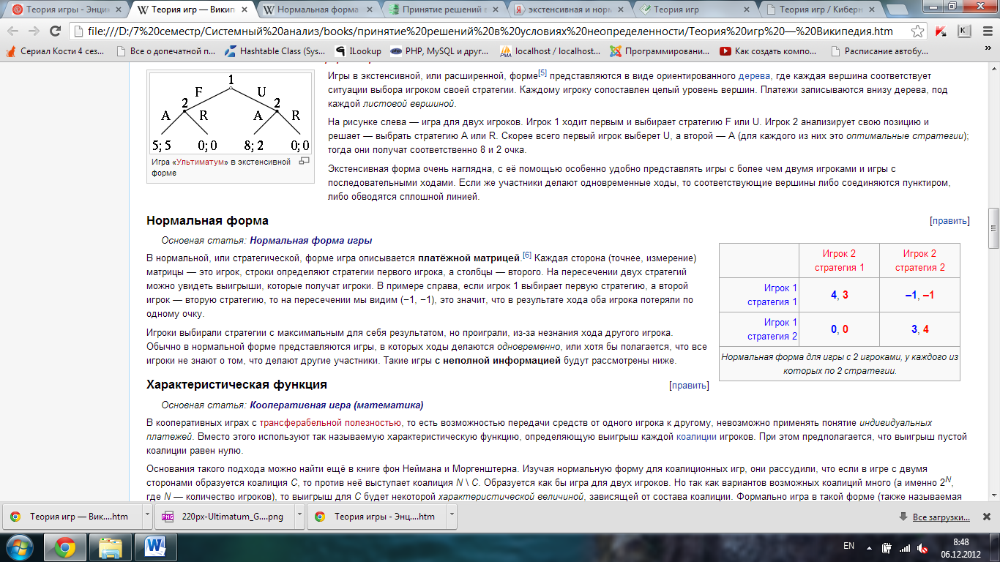 Теория игры - Энци
Теория игр — Викип
Нормальная форма
Принятие решений в
экстенсивная и норм
Теория игр
Теория игр / Киберн
file:///D:/7%20семестр/Системный%20анализ/books/принятие%20решений%20в%20условиях%20неопределенности/Теория%20игр%20—%20Википедия.htm
Сериал Кости 4 сез...
Все о допечатной п...
Hashtable Class (Sys...
ILookup
PHP, MySQL и друг...
localhost / localhost...
Программировани...
Как создать компо...
Расписание автобу...
»
1
F U
2 2
A R A R
5; 5 0; 0 8; 2 0; 0
Игра «Ультиматум» в экстенсивной
форме
Игры в экстенсивной, или расширенной, форме[5] представляются в виде ориентированного дерева, где каждая вершина соответствует
ситуации выбора игроком своей стратегии. Каждому игроку сопоставлен целый уровень вершин. Платежи записываются внизу дерева, под
каждой листовой вершиной.
На рисунке слева — игра для двух игроков. Игрок 1 ходит первым и выбирает стратегию F или U. Игрок 2 анализирует свою позицию и
решает — выбрать стратегию A или R. Скорее всего первый игрок выберет U, а второй — A (для каждого из них это оптимальные стратегии);
тогда они получат соответственно 8 и 2 очка.
Экстенсивная форма очень наглядна, с её помощью особенно удобно представлять игры с более чем двумя игроками и игры с
последовательными ходами. Если же участники делают одновременные ходы, то соответствующие вершины либо соединяются пунктиром,
либо обводятся сплошной линией.
Нормальная форма
[править]
Основная статья: Нормальная форма игры
В нормальной, или стратегической, форме игра описывается платёжной матрицей.[6] Каждая сторона (точнее, измерение)
матрицы — это игрок, строки определяют стратегии первого игрока, а столбцы — второго. На пересечении двух стратегий
можно увидеть выигрыши, которые получат игроки. В примере справа, если игрок 1 выбирает первую стратегию, а второй
игрок — вторую стратегию, то на пересечении мы видим (−1, −1), это значит, что в результате хода оба игрока потеряли по
одному очку.
Игроки выбирали стратегии с максимальным для себя результатом, но проиграли, из-за незнания хода другого игрока.
Обычно в нормальной форме представляются игры, в которых ходы делаются одновременно, или хотя бы полагается, что все
игроки не знают о том, что делают другие участники. Такие игры с неполной информацией будут рассмотрены ниже.
Игрок 2 Игрок 2
стратегия 1 стратегия 2
Игрок 1
стратегия 1 4, 3 –1, –1
Игрок 1
стратегия 2 0, 0 3, 4
Нормальная форма для игры с 2 игроками, у каждого из
которых по 2 стратегии.
Характеристическая функция
[править]
Основная статья: Кооперативная игра (математика)
В кооперативных играх с трансферабельной полезностью, то есть возможностью передачи средств от одного игрока к другому, невозможно применять понятие индивидуальных
платежей. Вместо этого используют так называемую характеристическую функцию, определяющую выигрыш каждой коалиции игроков. При этом предполагается, что выигрыш пустой
коалиции равен нулю.
Основания такого подхода можно найти ещё в книге фон Неймана и Моргенштерна. Изучая нормальную форму для коалиционных игр, они рассудили, что если в игре с двумя
сторонами образуется коалиция C, то против неё выступает коалиция N \ C. Образуется как бы игра для двух игроков. Но так как вариантов возможных коалиций много (а именно 2N,
где N — количество игроков), то выигрыш для C будет некоторой характеристической величиной, зависящей от состава коалиции. Формально игра в такой форме (также называемая
Теория игр — Вик....htm
220px-Ultimatum_G....png
Теория игры - Энц....htm
Все загрузки...
EN
8:48
06.12.2012